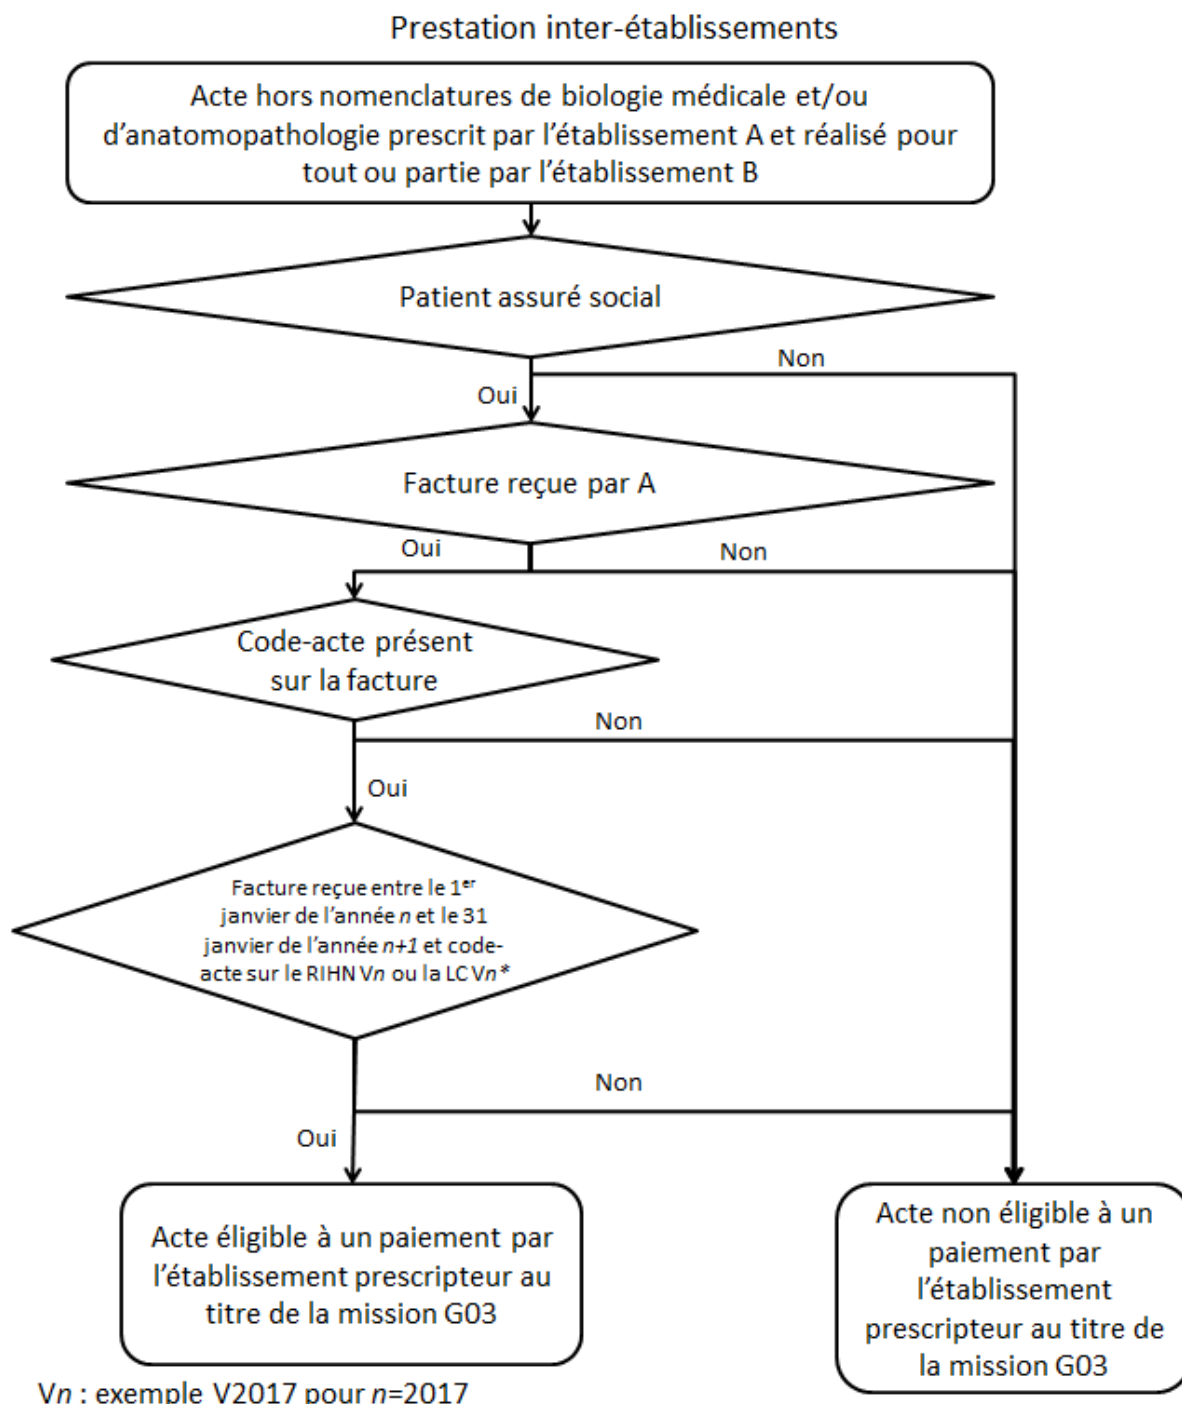 Prestation inter-établissements
Acte hors nomenclatures de biologie médicale et/ou
d’anatomopathologie prescrit par l’établissement A et réalisé pour
tout ou partie par l’établissement B
Patient assuré social
Non
Oui
Facture reçue par A
Oui
Non
Code-acte présent
sur la facture
Non
Oui
Facture reçue entre le 1er
janvier de l’année n et le 31
janvier de l’année n+1 et code-
acte sur le RIHN Vn ou la LC Vn*
Non
Oui
Acte éligible à un paiement par
l’établissement prescripteur au
titre de la mission G03
Acte non éligible à un
paiement par
l’établissement
prescripteur au titre de
la mission G03
Vn : exemple V2017 pour n=2017